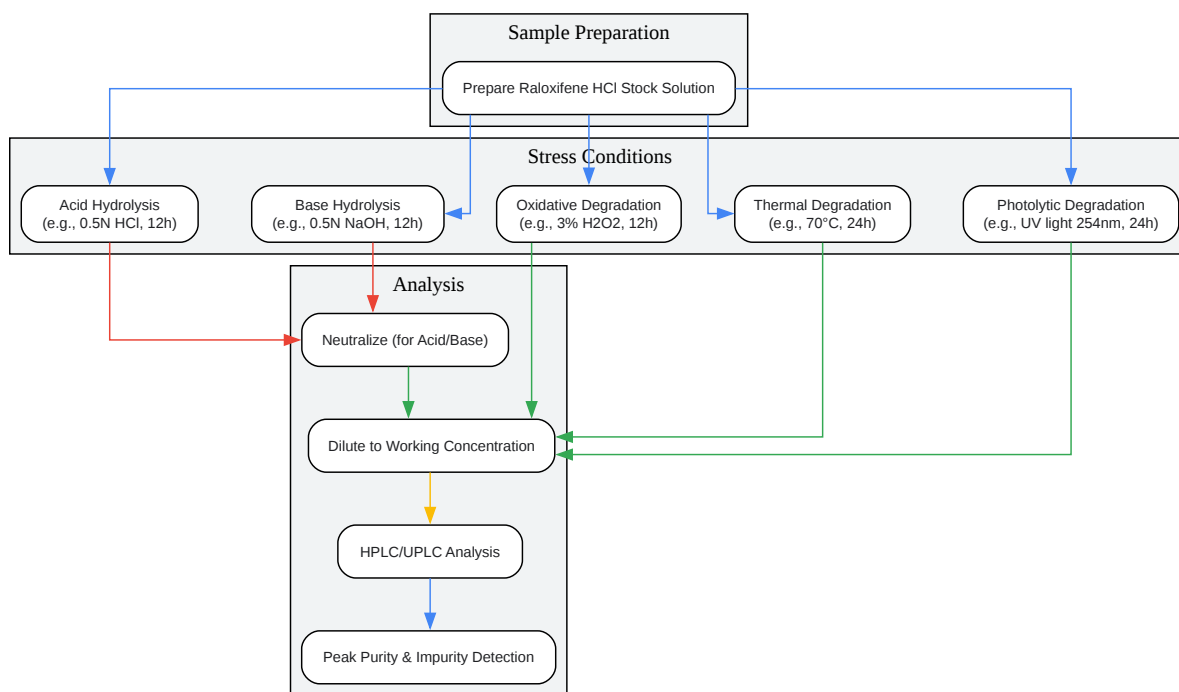 Sample Preparation
Prepare Raloxifene HCl Stock Solution
Stress Conditions
Acid Hydrolysis
(e.g., 0.5N HCl, 12h)
Base Hydrolysis
(e.g., 0.5N NaOH, 12h)
Oxidative Degradation
(e.g., 3% H2O2, 12h)
Thermal Degradation
(e.g., 70°C, 24h)
Photolytic Degradation
(e.g., UV light 254nm, 24h)
Analysis
Neutralize (for Acid/Base)
Dilute to Working Concentration
HPLC/UPLC Analysis
Peak Purity & Impurity Detection